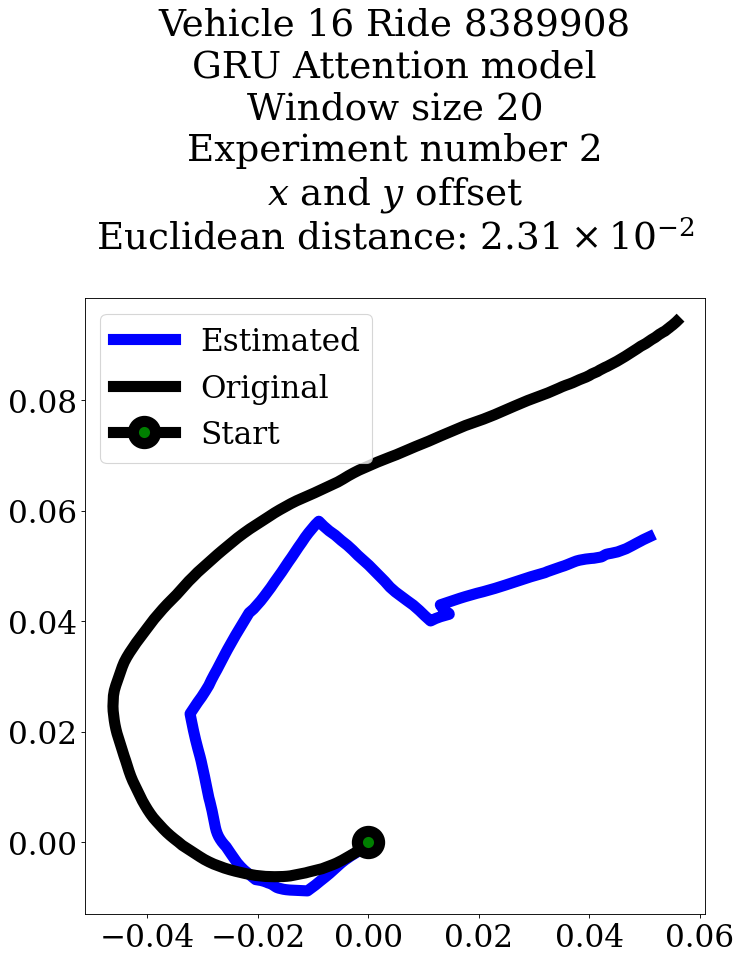 Vehicle 16 Ride 8389908
GRU Attention model
Window size 20
Experiment number 2
x and y offset
Euclidean distance: 2.31 × 10⁻²
Estimated
Original
Start
0.08
0.06
0.04
0.02
0.00
−0.04 −0.02 0.00 0.02 0.04 0.06